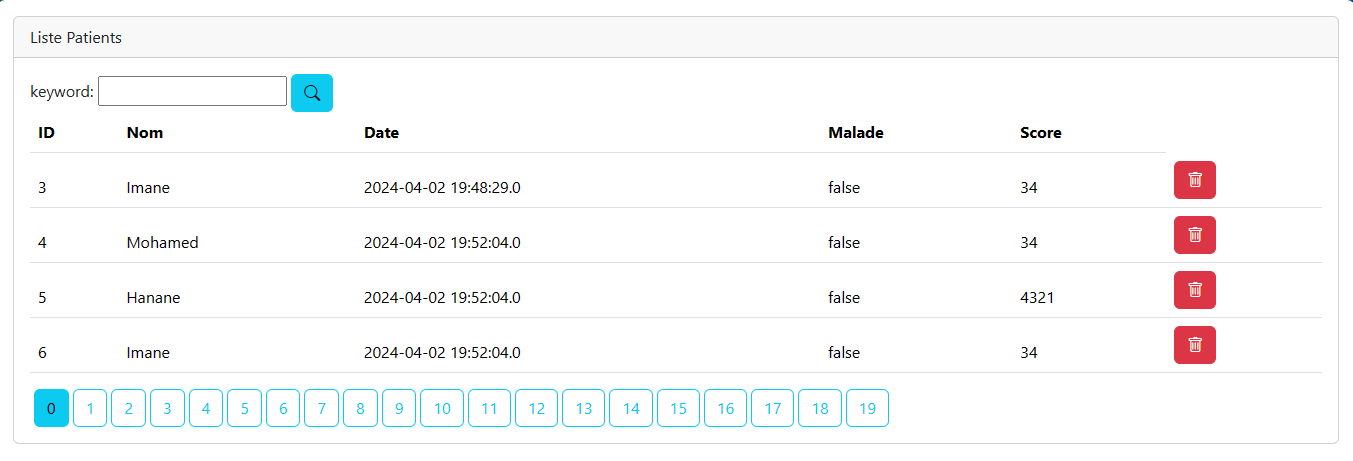 Liste Patients
keyword:
ID Nom Date Malade Score
3 Imane 2024-04-02 19:48:29.0 false 34
4 Mohamed 2024-04-02 19:52:04.0 false 34
5 Hanane 2024-04-02 19:52:04.0 false 4321
6 Imane 2024-04-02 19:52:04.0 false 34
0 1 2 3 4 5 6 7 8 9 10 11 12 13 14 15 16 17 18 19